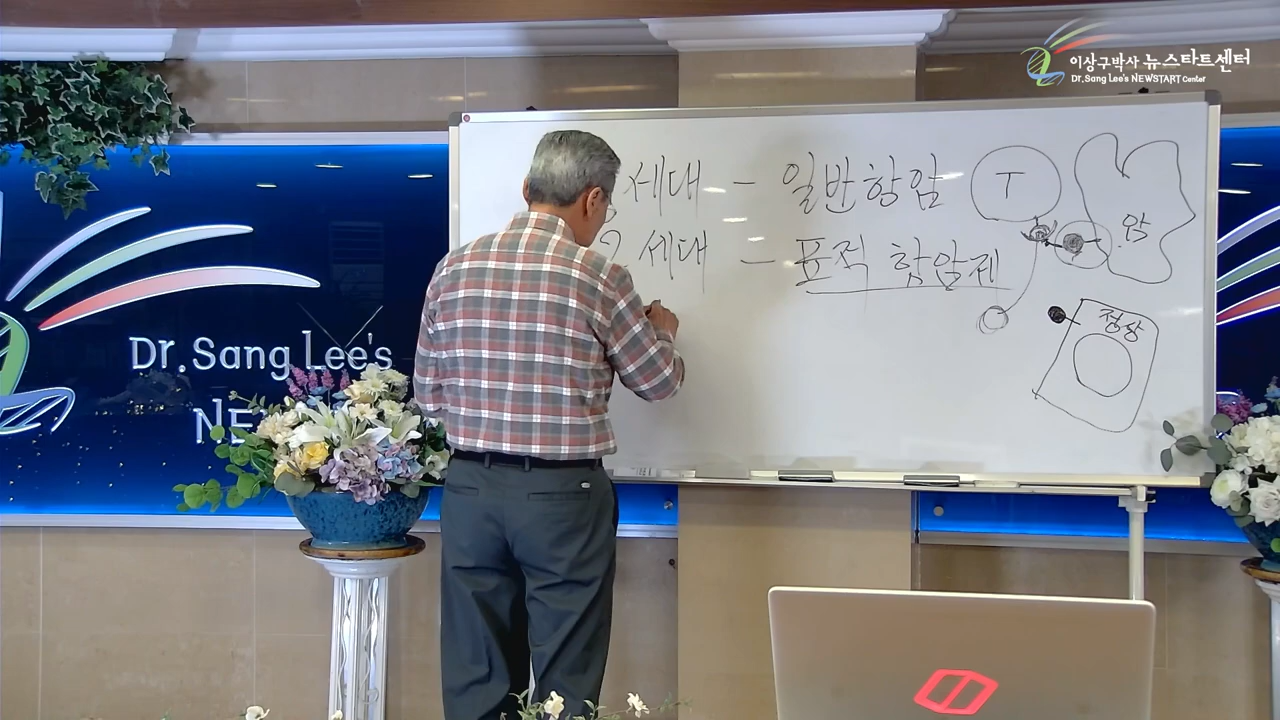 이상구박사 뉴스타트센터
Dr. Sang Lee's NEWSTART Center
세대 - 일반항암
T
암
2세대 - 표적 항암제
정상
Dr. Sang Lee's